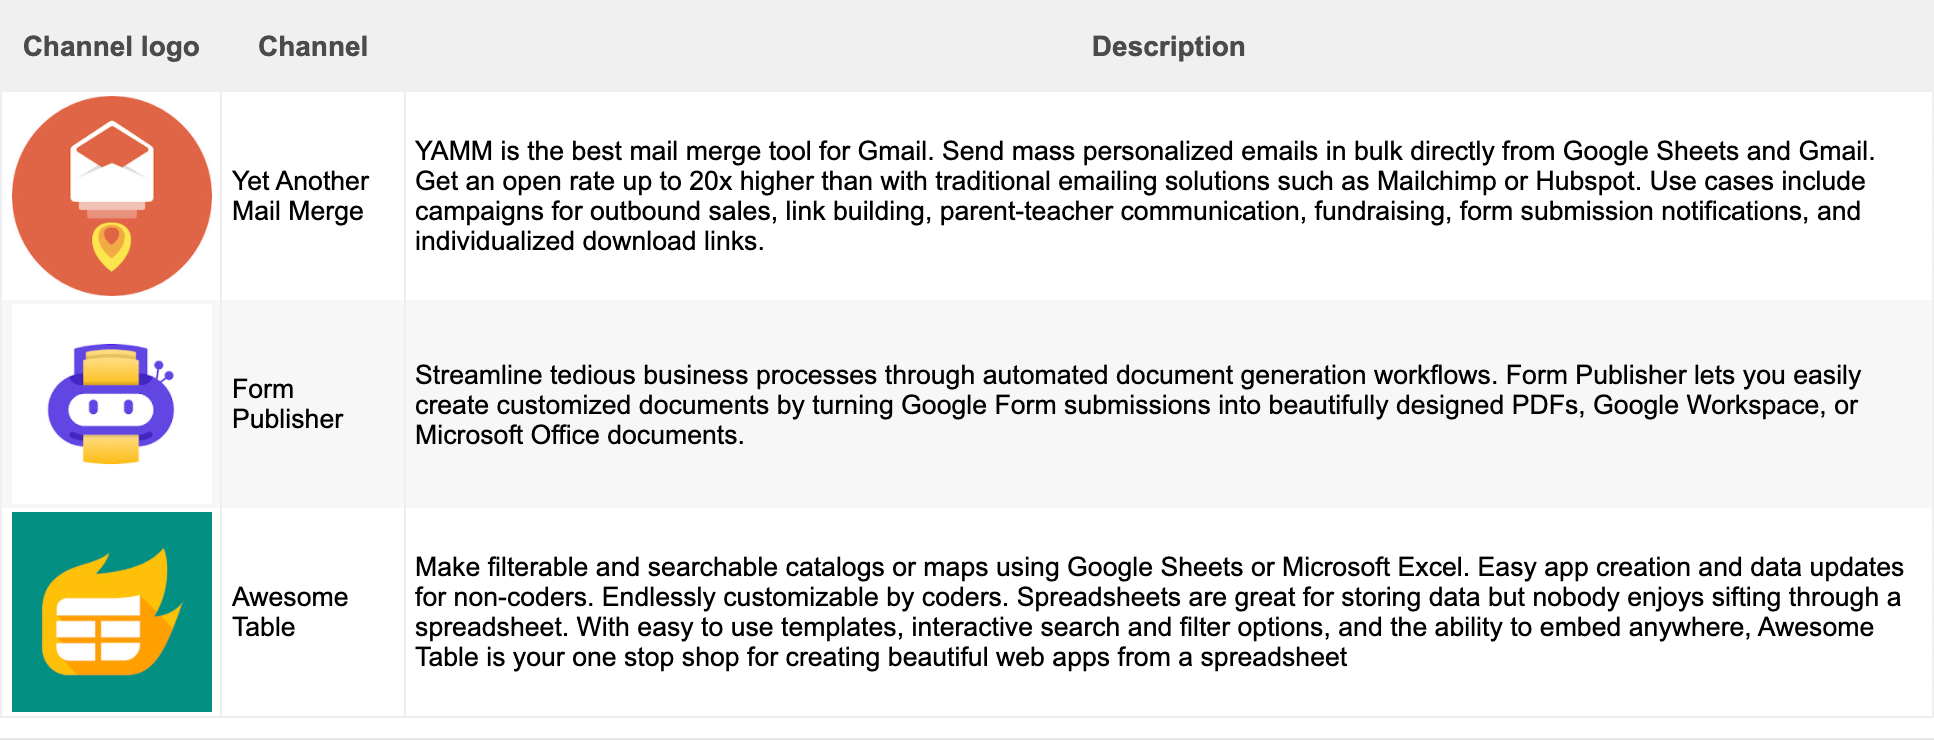 Channel logo Channel Description
Yet Another
Mail Merge
YAMM is the best mail merge tool for Gmail. Send mass personalized emails in bulk directly from Google Sheets and Gmail.
Get an open rate up to 20x higher than with traditional emailing solutions such as Mailchimp or Hubspot. Use cases include
campaigns for outbound sales, link building, parent-teacher communication, fundraising, form submission notifications, and
individualized download links.
Form
Publisher
Streamline tedious business processes through automated document generation workflows. Form Publisher lets you easily
create customized documents by turning Google Form submissions into beautifully designed PDFs, Google Workspace, or
Microsoft Office documents.
Awesome
Table
Make filterable and searchable catalogs or maps using Google Sheets or Microsoft Excel. Easy app creation and data updates
for non-coders. Endlessly customizable by coders. Spreadsheets are great for storing data but nobody enjoys sifting through a
spreadsheet. With easy to use templates, interactive search and filter options, and the ability to embed anywhere, Awesome
Table is your one stop shop for creating beautiful web apps from a spreadsheet